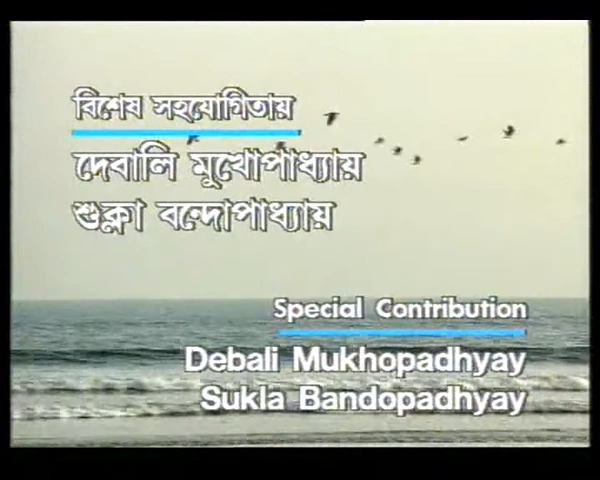 বিশেষ সহযোগিতায়
দেবালি মুখোপাধ্যায়
শুক্লা বন্দোপাধ্যায়
Special Contribution
Debali Mukhopadhyay
Sukla Bandopadhyay